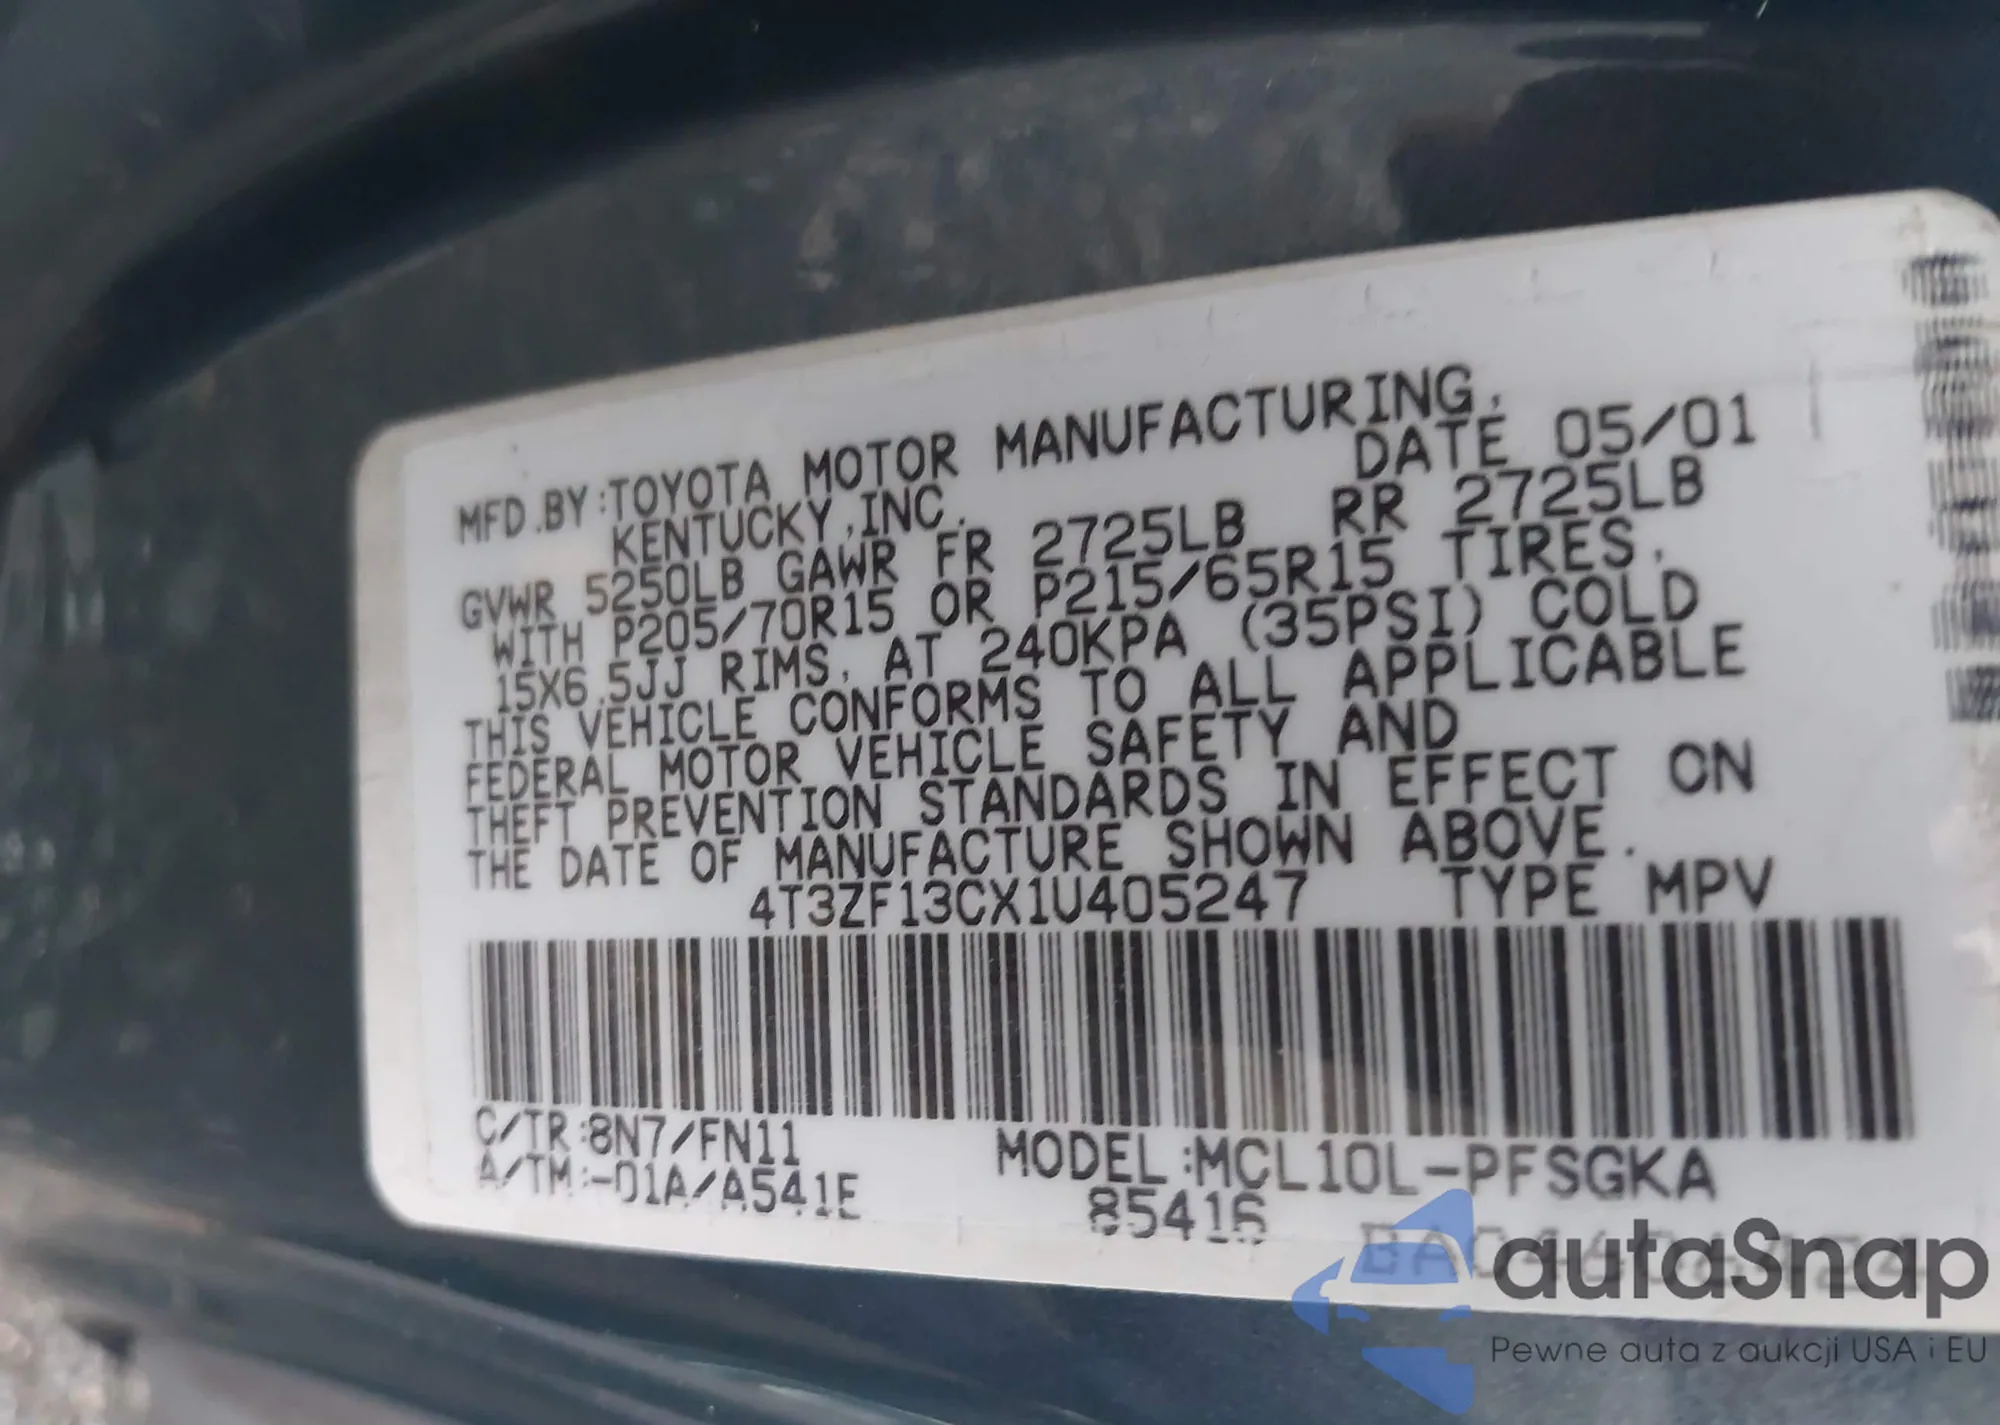 MFD.BY:TOYOTA MOTOR MANUFACTURING,
KENTUCKY,INC. DATE 05/01
GVWR 5250LB GAWR FR 2725LB RR 2725LB
WITH P205/70R15 OR P215/65R15 TIRES,
15X6.5JJ RIMS, AT 240KPA (35PSI) COLD
THIS VEHICLE CONFORMS TO ALL APPLICABLE
FEDERAL MOTOR VEHICLE SAFETY AND
THEFT PREVENTION STANDARDS IN EFFECT ON
THE DATE OF MANUFACTURE SHOWN ABOVE.
4T3ZF13CX1U405247 TYPE MPV
C/TR:8N7/FN11 MODEL:MCL10L-PFSGKA
A/TM:-01A/A541E 85416
autoSnap
Pewne auta z aukcji USA i EU